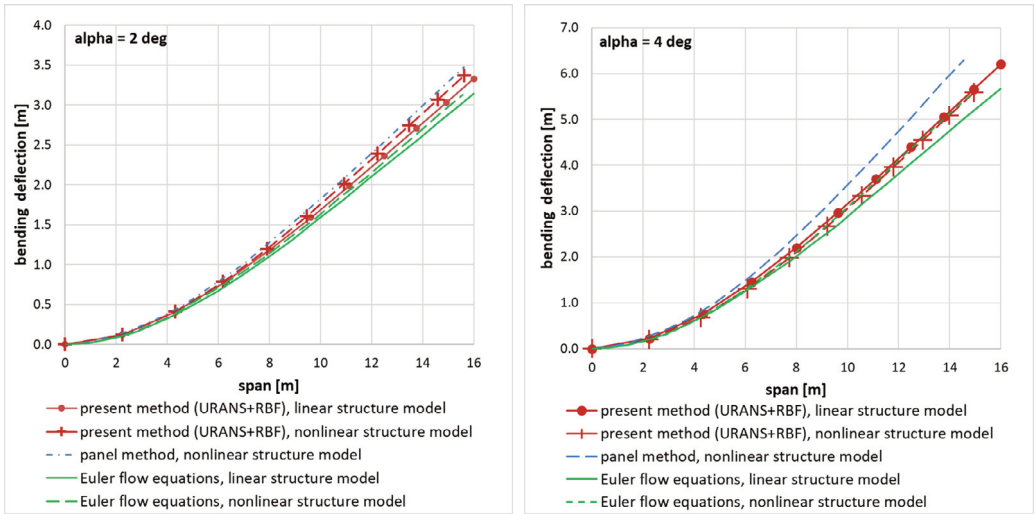 alpha = 2 deg
bending deflection [m]
4.0
3.5
3.0
2.5
2.0
1.5
1.0
0.5
0.0
0 2 4 6 8 10 12 14 16
span [m]
present method (URANS+RBF), linear structure model
present method (URANS+RBF), nonlinear structure model
panel method, nonlinear structure model
Euler flow equations, linear structure model
Euler flow equations, nonlinear structure model
alpha = 4 deg
bending deflection [m]
7.0
6.0
5.0
4.0
3.0
2.0
1.0
0.0
0 2 4 6 8 10 12 14 16
span [m]
present method (URANS+RBF), linear structure model
present method (URANS+RBF), nonlinear structure model
panel method, nonlinear structure model
Euler flow equations, linear structure model
Euler flow equations, nonlinear structure model